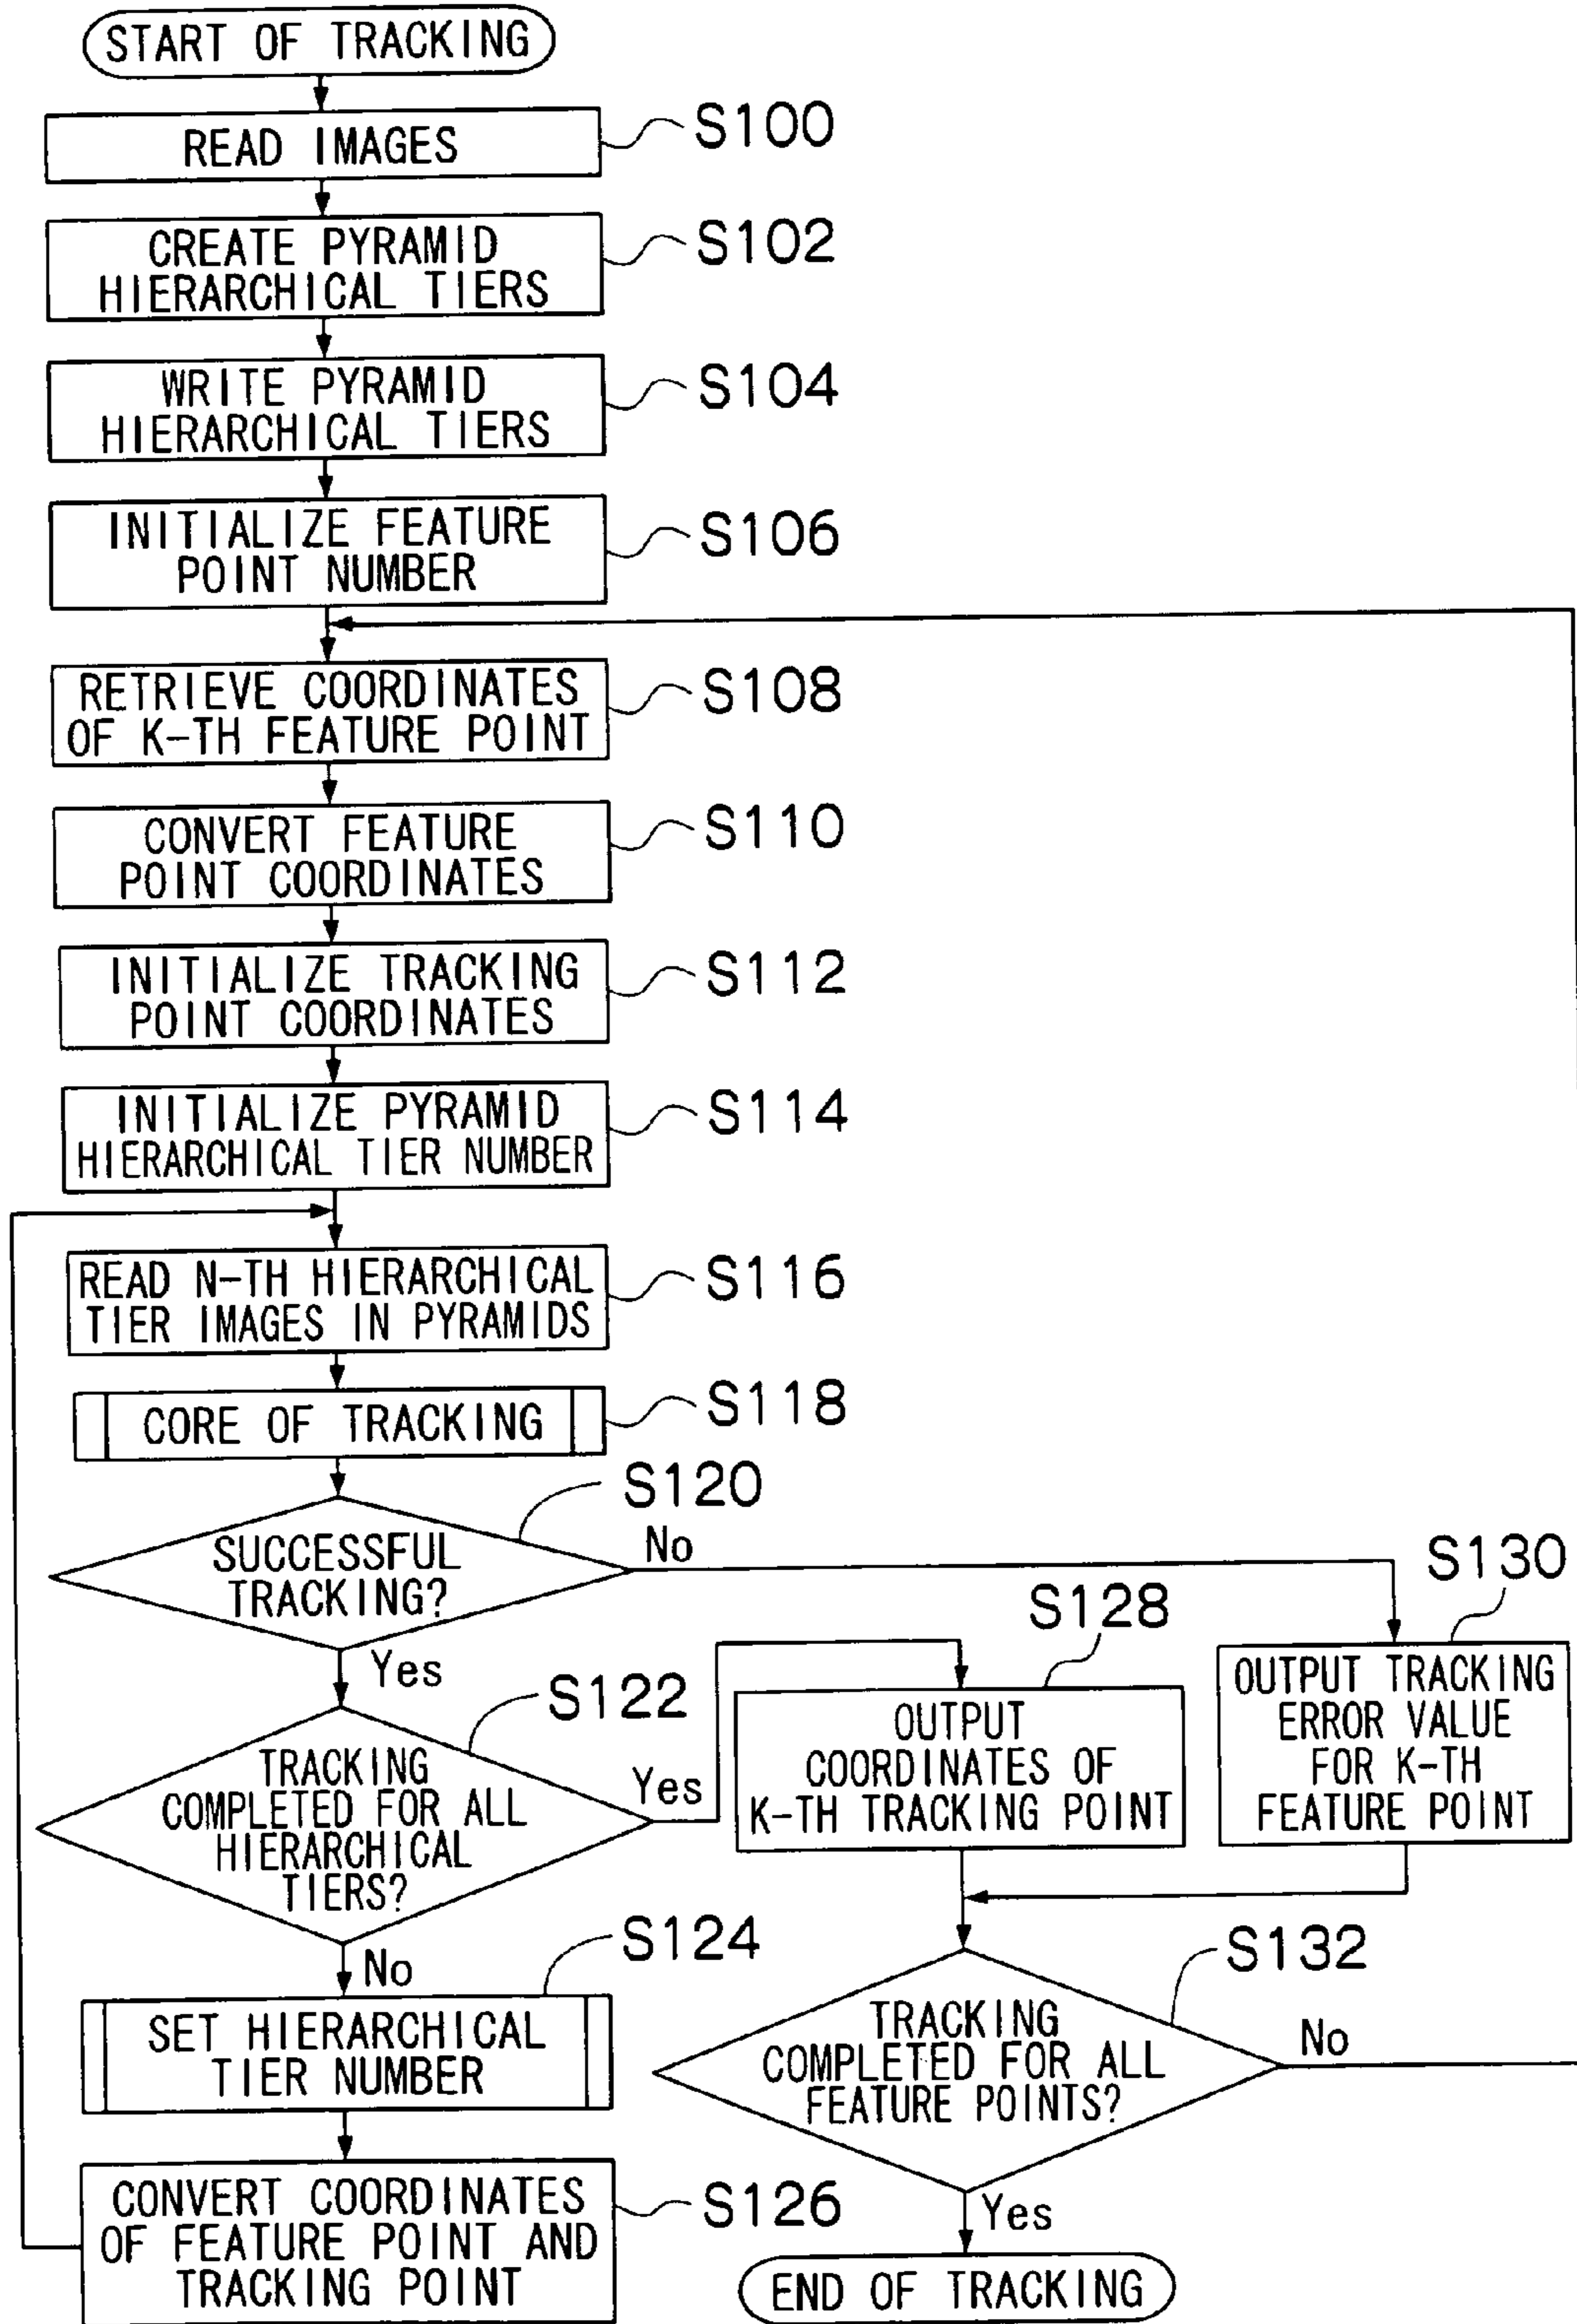 START OF TRACKING
READ IMAGES
S100
CREATE PYRAMID
HIERARCHICAL TIERS
S102
WRITE PYRAMID
HIERARCHICAL TIERS
S104
INITIALIZE FEATURE
POINT NUMBER
S106
RETRIEVE COORDINATES
OF K-TH FEATURE POINT
S108
CONVERT FEATURE
POINT COORDINATES
S110
INITIALIZE TRACKING
POINT COORDINATES
S112
INITIALIZE PYRAMID
HIERARCHICAL TIER NUMBER
S114
READ N-TH HIERARCHICAL
TIER IMAGES IN PYRAMIDS
S116
CORE OF TRACKING
S118
SUCCESSFUL
TRACKING?
S120
No
Yes
TRACKING
COMPLETED FOR ALL
HIERARCHICAL
TIERS?
S122
Yes
No
SET HIERARCHICAL
TIER NUMBER
S124
CONVERT COORDINATES
OF FEATURE POINT AND
TRACKING POINT
S126
OUTPUT
COORDINATES OF
K-TH TRACKING POINT
S128
OUTPUT TRACKING
ERROR VALUE
FOR K-TH
FEATURE POINT
S130
TRACKING
COMPLETED FOR ALL
FEATURE POINTS?
S132
No
Yes
END OF TRACKING